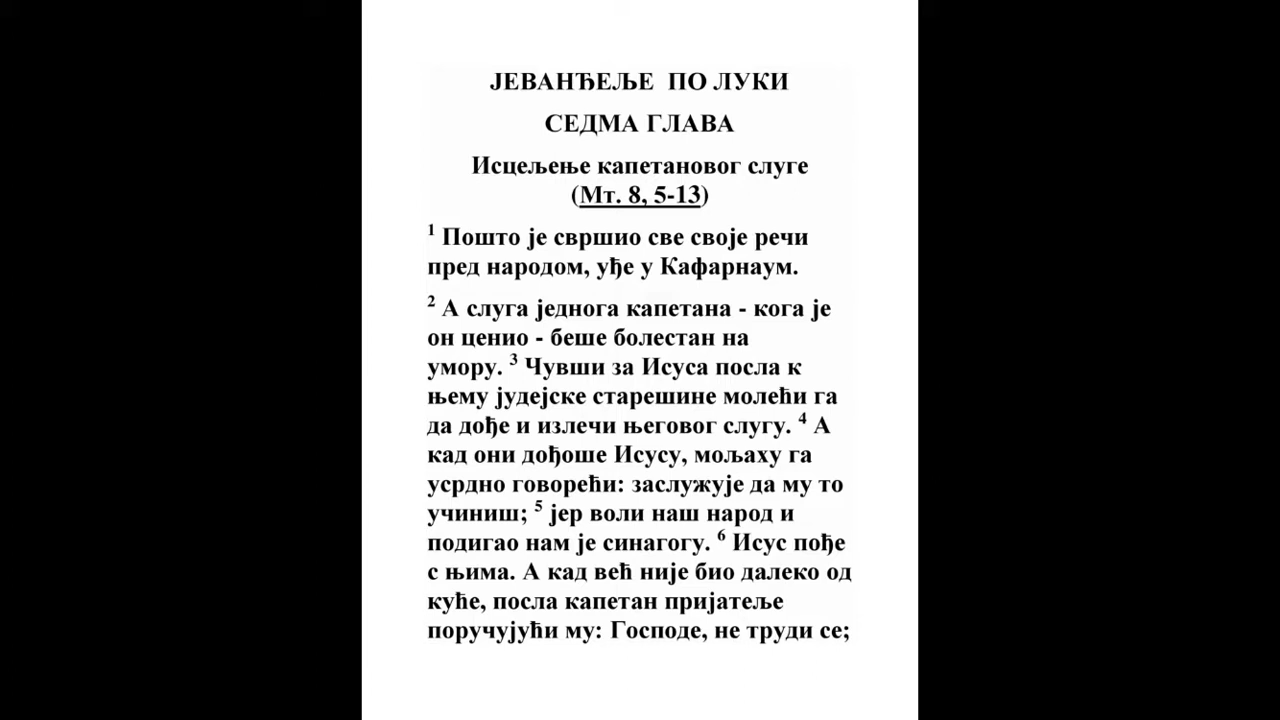 ЈЕВАНЂЕЉЕ ПО ЛУКИ
СЕДМА ГЛАВА
Исцељење капетановог слуге
(Мт. 8, 5-13)
1 Пошто је свршио све своје речи
пред народом, уђе у Кафарнаум.
2 А слуга једнога капетана - кога је
он ценио - беше болестан на
умору. 3 Чувши за Исуса посла к
њему јудејске старешине молећи га
да дође и излечи његовог слугу. 4 А
кад они дођоше Исусу, мољаху га
усрдно говорећи: заслужује да му то
учиниш; 5 јер воли наш народ и
подигао нам је синагогу. 6 Исус пође
с њима. А кад већ није био далеко од
куће, посла капетан пријатеље
поручујући му: Господе, не труди се;